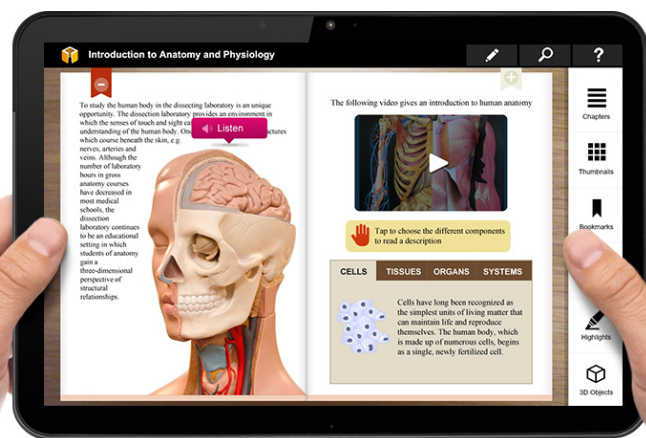 Introduction to Anatomy and Physiology
To study the human body in the dissecting laboratory is an unique
opportunity. The dissection laboratory provides an environment in
which the senses of touch and sight ca
understanding of the human body. On uctures
which course beneath the skin, e.g.
nerves, arteries and
veins. Although the
number of laboratory
hours in gross
anatomy courses
have decreased in
most medical
schools, the
dissection
laboratory continues
to be an educational
setting in which
students of anatomy
gain a
three-dimensional
perspective of
structural
relationships.
Listen
The following video gives an introduction to human anatomy
Tap to choose the different components
to read a description
CELLS TISSUES ORGANS SYSTEMS
Cells have long been recognized as
the simplest units of living matter that
can maintain life and reproduce
themselves. The human body, which
is made up of numerous cells, begins
as a single, newly fertilized cell.
?
Chapters
Thumbnails
Bookmarks
Highlights
3D Objects